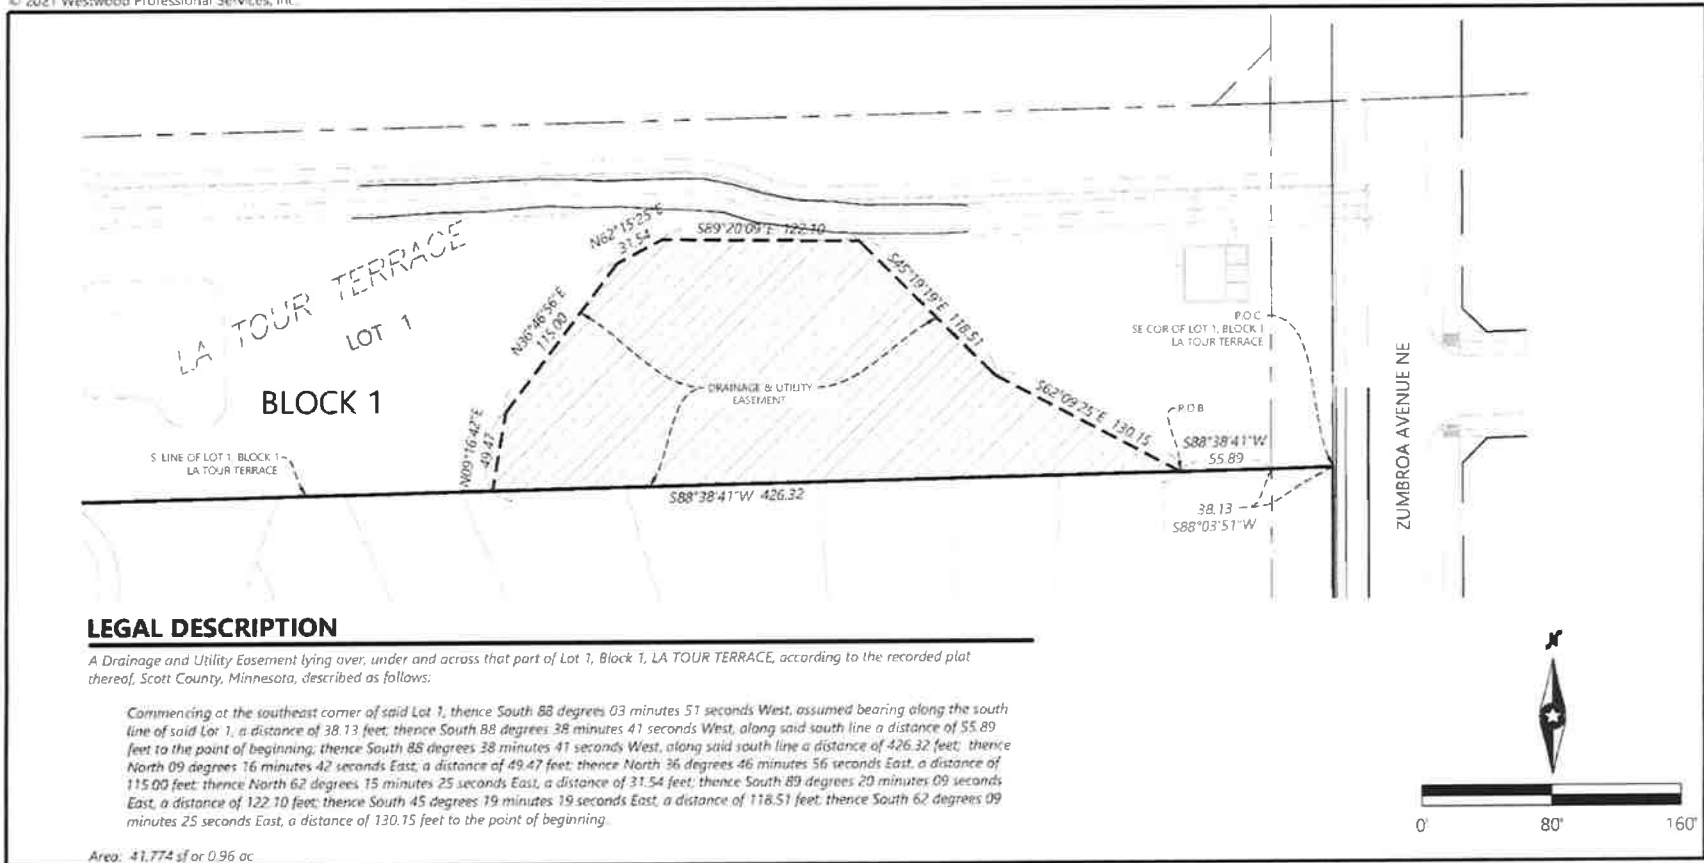 © 2021 Westwood Professional Services, Inc.
LA TOUR TERRACE
LOT 1
BLOCK 1
N62°15'25"E
31.54
S89°20'09"E 122.10
N36°46'56"E
115.00
S45°19'19"E 118.51
P.O.C
SE COR OF LOT 1, BLOCK 1
LA TOUR TERRACE
DRAINAGE & UTILITY
EASEMENT
N09°16'42"E
49.47
S62°09'25"E 130.15
P.O.B
S88°38'41"W
55.89
S LINE OF LOT 1, BLOCK 1
LA TOUR TERRACE
S88°38'41"W 426.32
38.13
S88°03'51"W
ZUMBROA AVENUE NE
LEGAL DESCRIPTION
A Drainage and Utility Easement lying over, under and across that part of Lot 1, Block 1, LA TOUR TERRACE, according to the recorded plat
thereof, Scott County, Minnesota, described as follows:
Commencing at the southeast corner of said Lot 1, thence South 88 degrees 03 minutes 51 seconds West, assumed bearing along the south
line of said Lot 1, a distance of 38.13 feet; thence South 88 degrees 38 minutes 41 seconds West, along said south line a distance of 55.89
feet to the point of beginning; thence South 88 degrees 38 minutes 41 seconds West, along said south line a distance of 426.32 feet; thence
North 09 degrees 16 minutes 42 seconds East, a distance of 49.47 feet; thence North 36 degrees 46 minutes 56 seconds East, a distance of
115.00 feet; thence North 62 degrees 15 minutes 25 seconds East, a distance of 31.54 feet; thence South 89 degrees 20 minutes 09 seconds
East, a distance of 122.10 feet; thence South 45 degrees 19 minutes 19 seconds East, a distance of 118.51 feet; thence South 62 degrees 09
minutes 25 seconds East, a distance of 130.15 feet to the point of beginning.
Area: 41,774 sf or 0.96 ac
N
0' 80' 160'